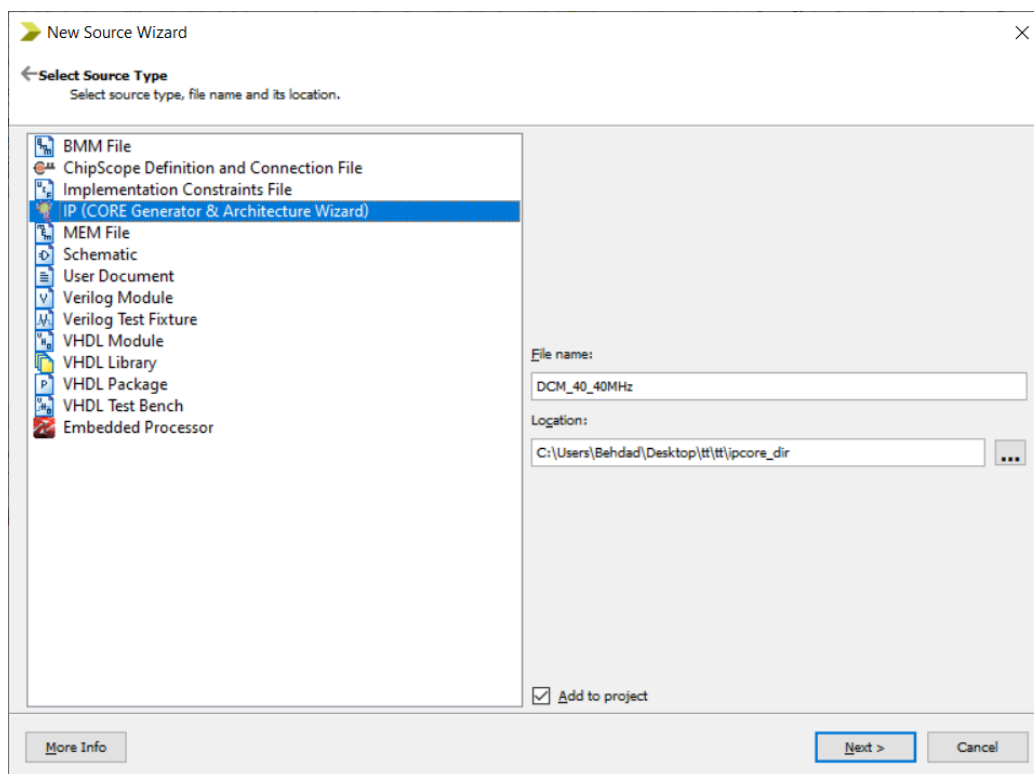 New Source Wizard
Select Source Type
Select source type, file name and its location.
BMM File
ChipScope Definition and Connection File
Implementation Constraints File
IP (CORE Generator & Architecture Wizard)
MEM File
Schematic
User Document
Verilog Module
Verilog Test Fixture
VHDL Module
VHDL Library
VHDL Package
VHDL Test Bench
Embedded Processor
File name:
DCM_40_40MHz
Location:
C:\Users\Behdad\Desktop\tt\tt\ipcore_dir
...
Add to project
More Info
Next >
Cancel